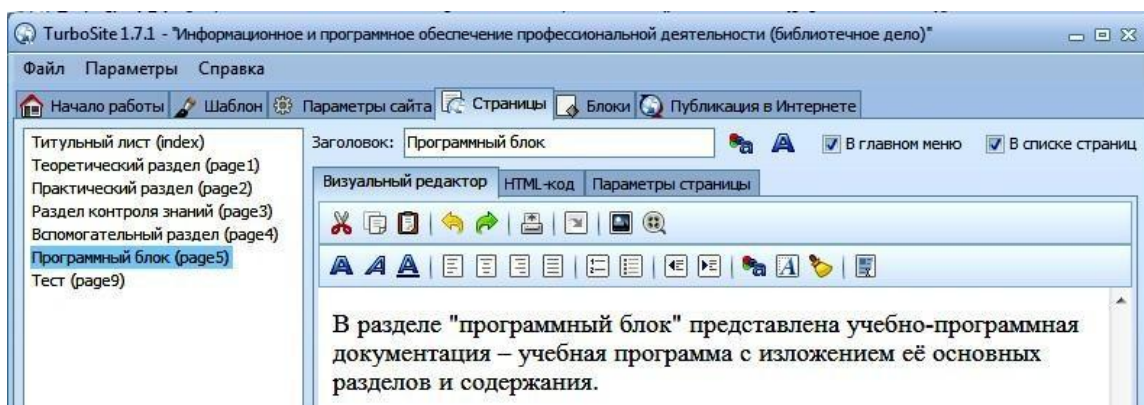 TurboSite 1.7.1 - "Информационное и программное обеспечение профессиональной деятельности (библиотечное дело)"
Файл Параметры Справка
Начало работы Шаблон Параметры сайта Страницы Блоки Публикация в Интернете
Титульный лист (index)
Теоретический раздел (page1)
Практический раздел (page2)
Раздел контроля знаний (page3)
Вспомогательный раздел (page4)
Программный блок (page5)
Тест (page9)
Заголовок: Программный блок В главном меню В списке страниц
Визуальный редактор HTML-код Параметры страницы
В разделе "программный блок" представлена учебно-программная
документация – учебная программа с изложением её основных
разделов и содержания.